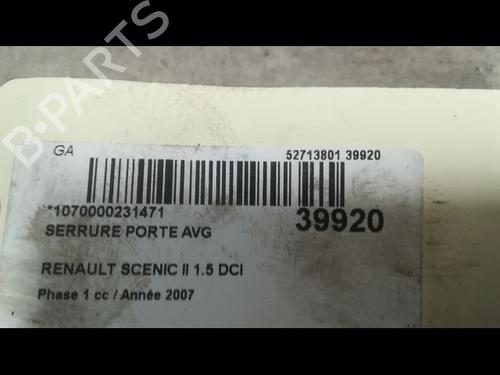 B-PARTS
GA
52713801 39920
*1070000231471
39920
SERRURE PORTE AVG
RENAULT SCENIC II 1.5 DCI
Phase 1 cc / Année 2007